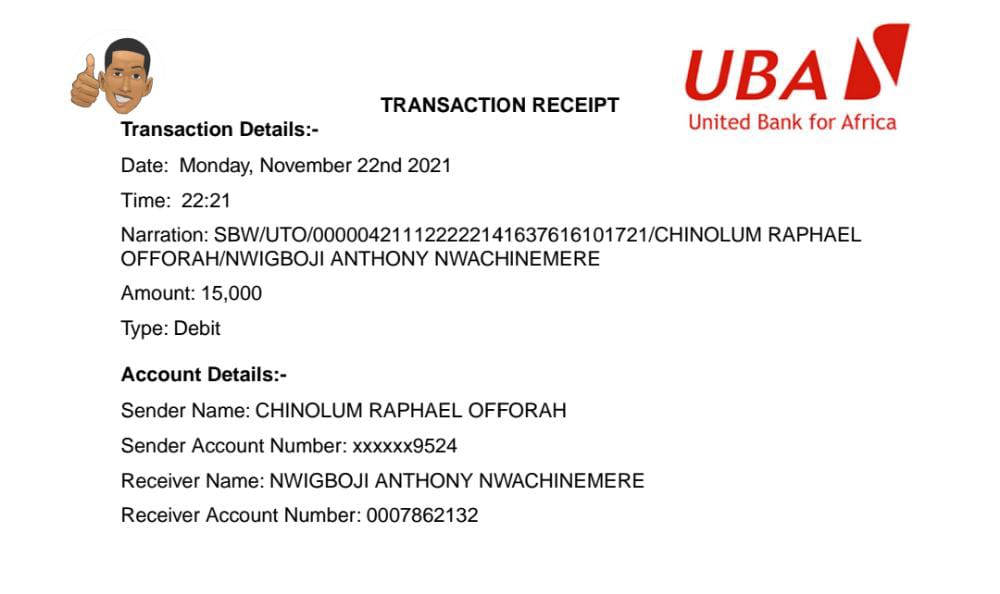 UBA
United Bank for Africa
TRANSACTION RECEIPT
Transaction Details:-
Date: Monday, November 22nd 2021
Time: 22:21
Narration: SBW/UTO/000004211122222141637616101721/CHINOLUM RAPHAEL
OFFORAH/NWIGBOJI ANTHONY NWACHINEMERE
Amount: 15,000
Type: Debit
Account Details:-
Sender Name: CHINOLUM RAPHAEL OFFORAH
Sender Account Number: xxxxxx9524
Receiver Name: NWIGBOJI ANTHONY NWACHINEMERE
Receiver Account Number: 0007862132